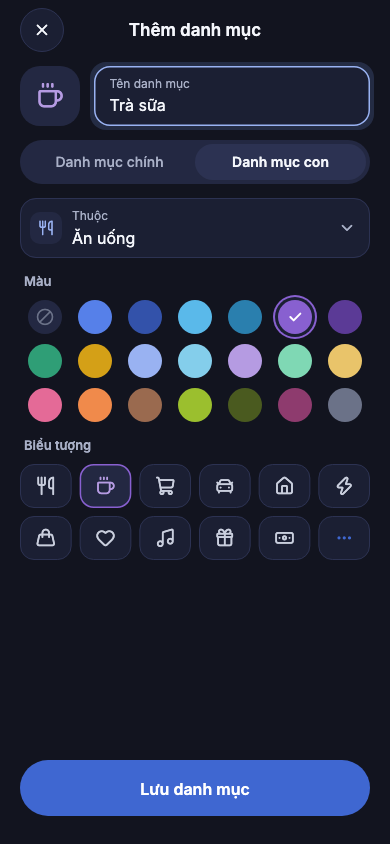 Thêm danh mục
Tên danh mục
Trà sữa
Danh mục chính
Danh mục con
Thuộc
Ăn uống
Màu
Biểu tượng
Lưu danh mục